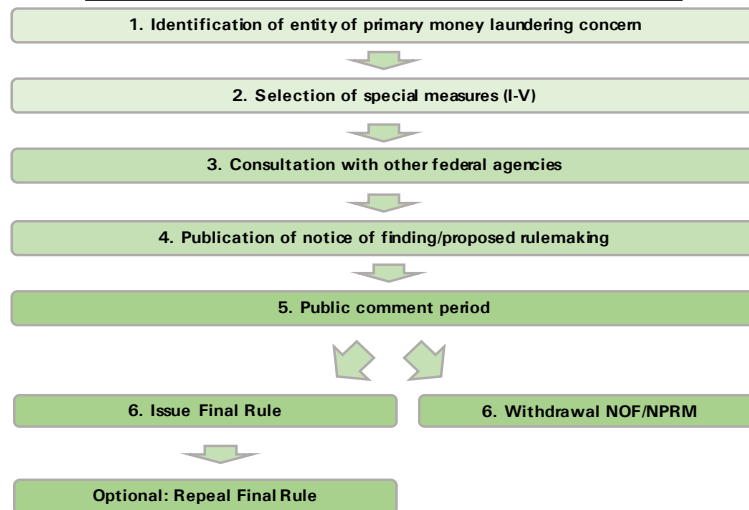 1. Identification of entity of primary money laundering concern
2. Selection of special measures (I-V)
3. Consultation with other federal agencies
4. Publication of notice of finding/proposed rulemaking
5. Public comment period
6. Issue Final Rule
6. Withdrawal NOF/NPRM
Optional: Repeal Final Rule